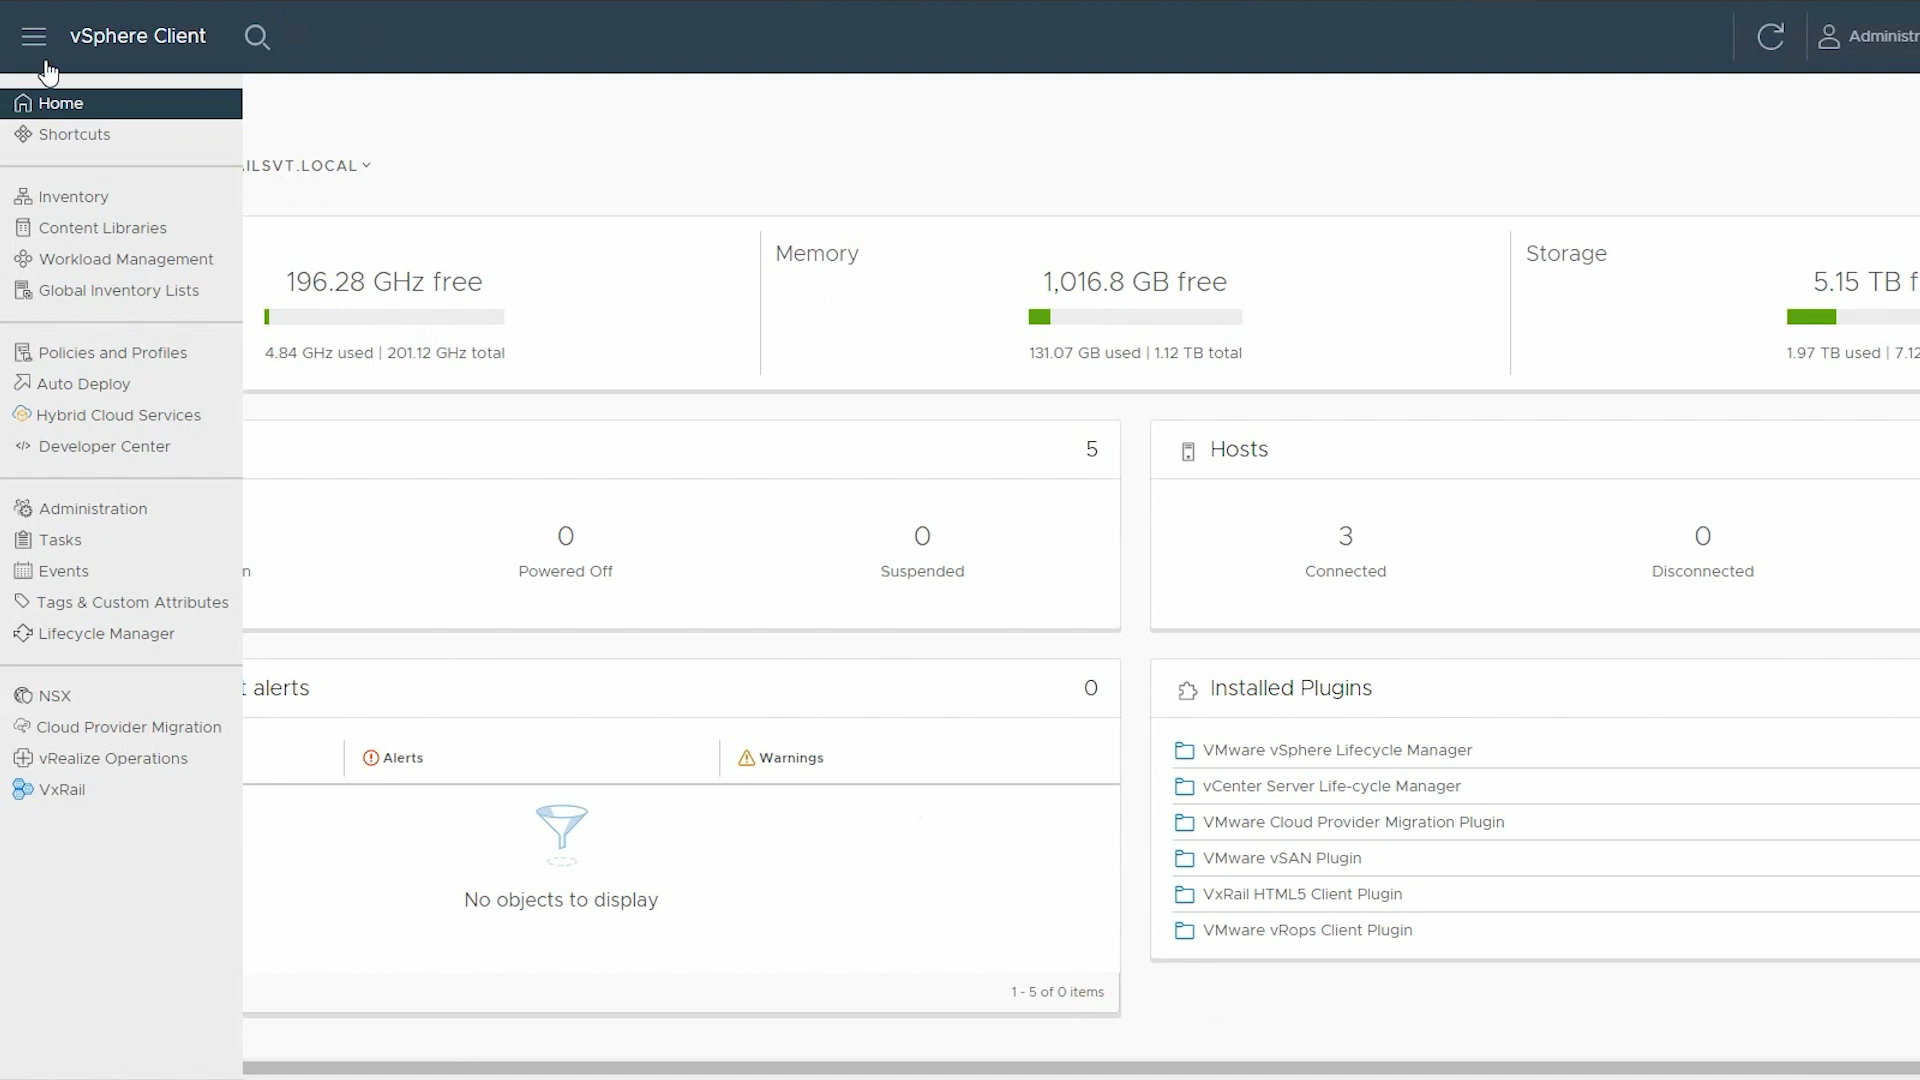 vSphere Client
Administr
Home
Shortcuts
ILSVT.LOCAL
Inventory
Content Libraries
Workload Management
Global Inventory Lists
196.28 GHz free
4.84 GHz used | 201.12 GHz total
Memory
1,016.8 GB free
131.07 GB used | 1.12 TB total
Storage
5.15 TB f
1.97 TB used | 7.12
Policies and Profiles
Auto Deploy
Hybrid Cloud Services
Developer Center
5
Hosts
Administration
Tasks
Events
Tags & Custom Attributes
Lifecycle Manager
n
0
Powered Off
0
Suspended
3
Connected
0
Disconnected
NSX
Cloud Provider Migration
vRealize Operations
VxRail
t alerts
0
Alerts
Warnings
No objects to display
1 - 5 of 0 items
Installed Plugins
VMware vSphere Lifecycle Manager
vCenter Server Life-cycle Manager
VMware Cloud Provider Migration Plugin
VMware vSAN Plugin
VxRail HTML5 Client Plugin
VMware vRops Client Plugin